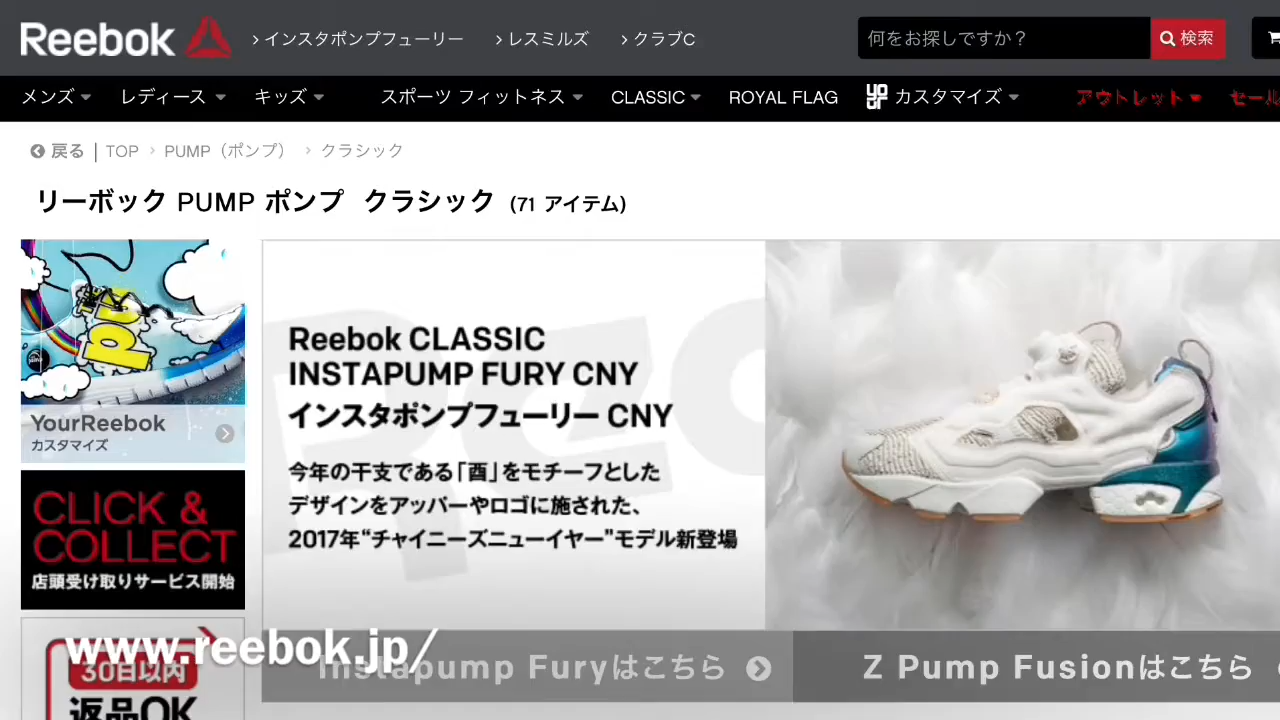 Reebok
インスタポンプフューリー
レスミルズ
クラブC
何をお探しですか？
検索
メンズ
レディース
キッズ
スポーツ フィットネス
CLASSIC
ROYAL FLAG
カスタマイズ
アウトレット
セール
戻る | TOP › PUMP（ポンプ） › クラシック
リーボック PUMP ポンプ クラシック (71 アイテム)
YourReebok
カスタマイズ
CLICK &
COLLECT
店頭受け取りサービス開始
30日以内
返品OK
Reebok CLASSIC
INSTAPUMP FURY CNY
インスタポンプフューリー CNY
今年の干支である「酉」をモチーフとした
デザインをアッパーやロゴに施された、
2017年“チャイニーズニューイヤー”モデル新登場
Instapump Furyはこちら
Z Pump Fusionはこちら
www.reebok.jp/